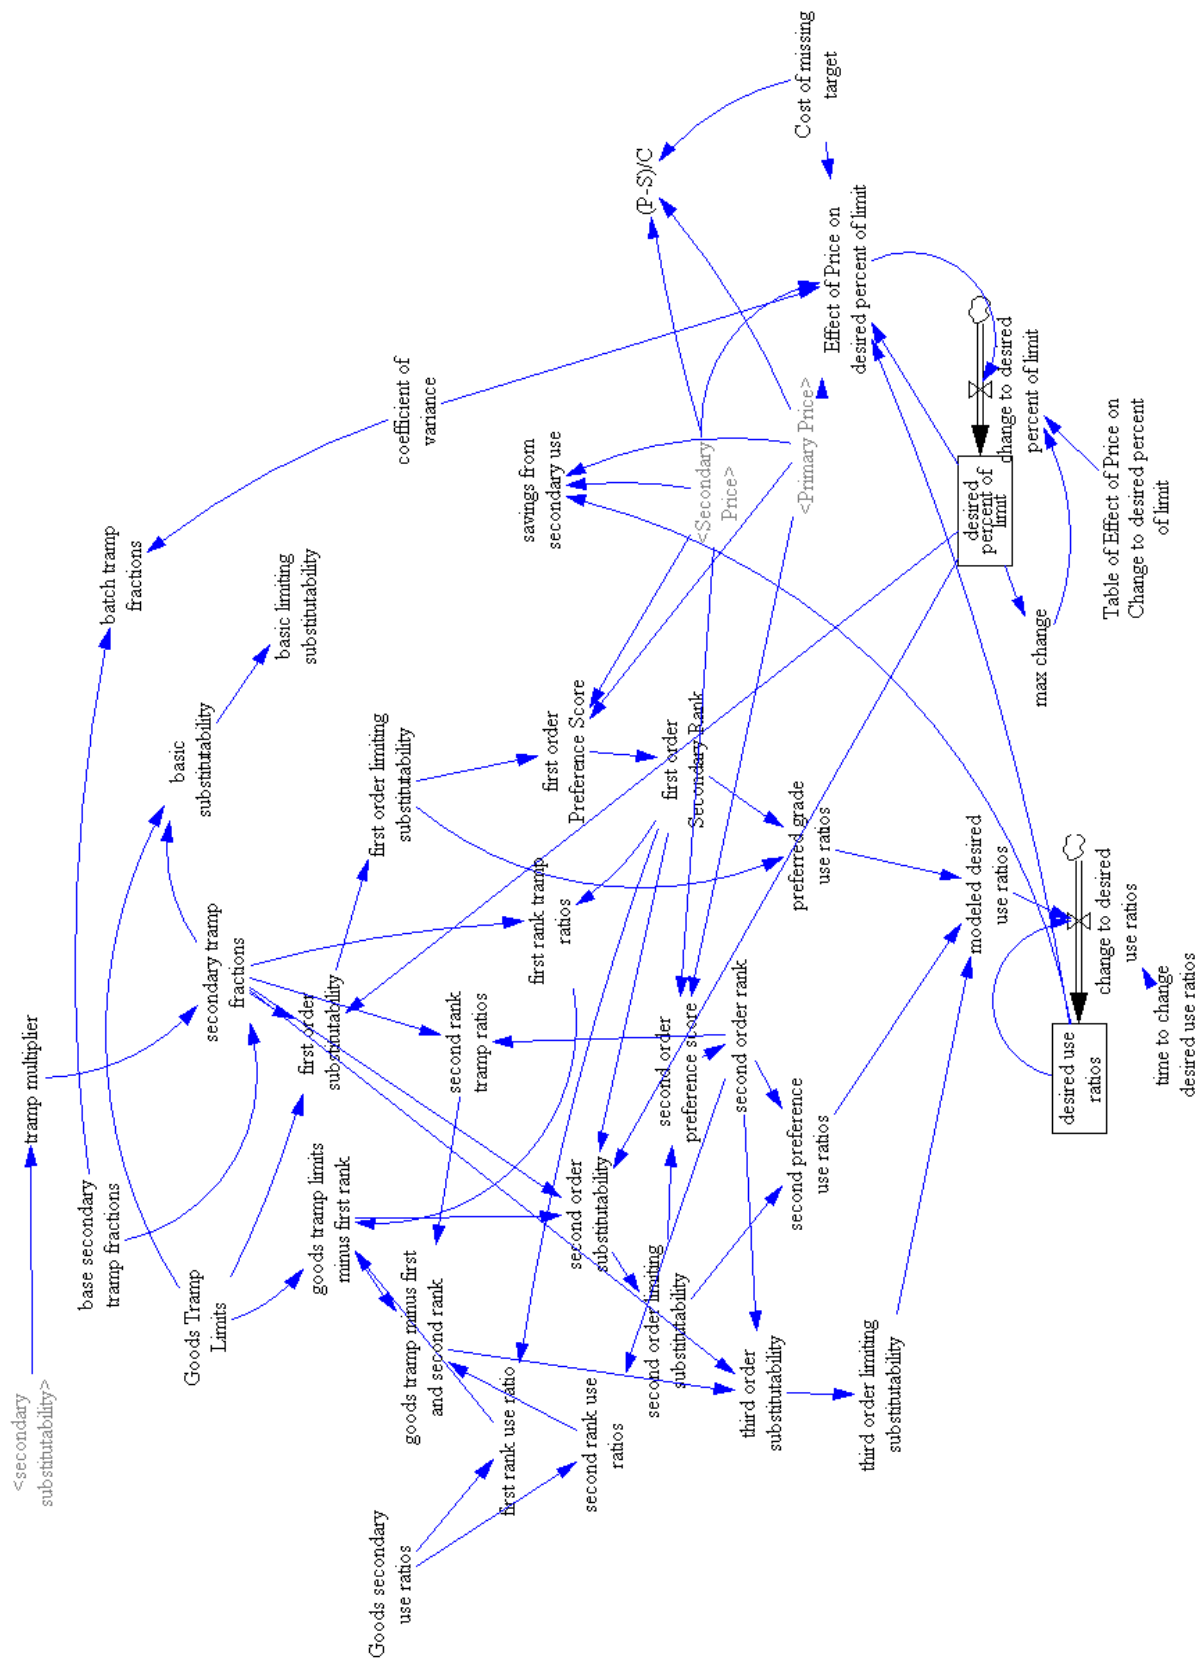 <secondary
substitutability>
tramp multiplier
base secondary
tramp fractions
batch tramp
fractions
Goods Tramp
Limits
secondary tramp
fractions
basic
substitutability
basic limiting
substitutability
goods tramp limits
minus first rank
first order
substitutability
first order limiting
substitutability
coefficient of
variance
Goods secondary
use ratios
goods tramp minus first
and second rank
second rank
tramp ratios
first rank use ratio
first rank tramp
ratios
first order
Preference Score
savings from
secondary use
second rank use
ratios
second order
substitutability
second order limiting
substitutability
second order
preference score
first order
Secondary Rank
<Secondary
Price>
(P-S)/C
third order
substitutability
second order rank
second preference
use ratios
preferred grade
use ratios
<Primary Price>
Cost of missing
target
Effect of Price on
desired percent of limit
third order limiting
substitutability
modeled desired
use ratios
desired
percent of
limit
change to desired
percent of limit
max change
desired use
ratios
change to desired
use ratios
Table of Effect of Price on
Change to desired percent
of limit
time to change
desired use ratios